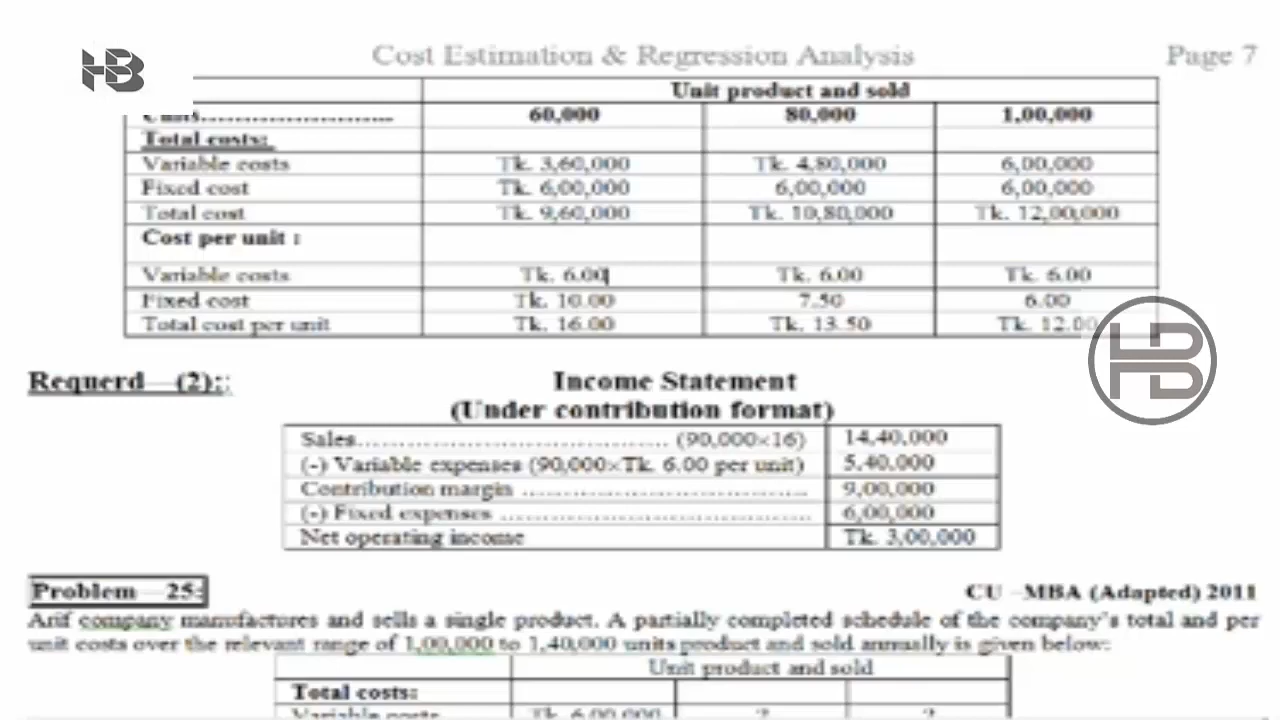 HB
Cost Estimation & Regression Analysis Page 7
Unit product and sold
Units........................ 60,000 80,000 1,00,000
Total costs:
Variable costs Tk. 3,60,000 Tk. 4,80,000 6,00,000
Fixed cost Tk. 6,00,000 6,00,000 6,00,000
Total cost Tk. 9,60,000 Tk. 10,80,000 Tk. 12,00,000
Cost per unit :
Variable costs Tk. 6.00 Tk. 6.00 Tk. 6.00
Fixed cost Tk. 10.00 7.50 6.00
Total cost per unit Tk. 16.00 Tk. 13.50 Tk. 12.00
Requerd (2)::
Income Statement
(Under contribution format)
Sales........................................ (90,000×16) 14,40,000
(-) Variable expenses (90,000×Tk. 6.00 per unit) 5,40,000
Contribution margin ........................................ 9,00,000
(-) Fixed expenses ........................................ 6,00,000
Net operating income Tk. 3,00,000
Problem 25:
CU -MBA (Adapted) 2011
Arif company manufactures and sells a single product. A partially completed schedule of the company's total and per
unit costs over the relevant range of 1,00,000 to 1,40,000 units product and sold annually is given below:
Unit product and sold
Total costs:
Variable costs Tk. 6,00,000 ? ?